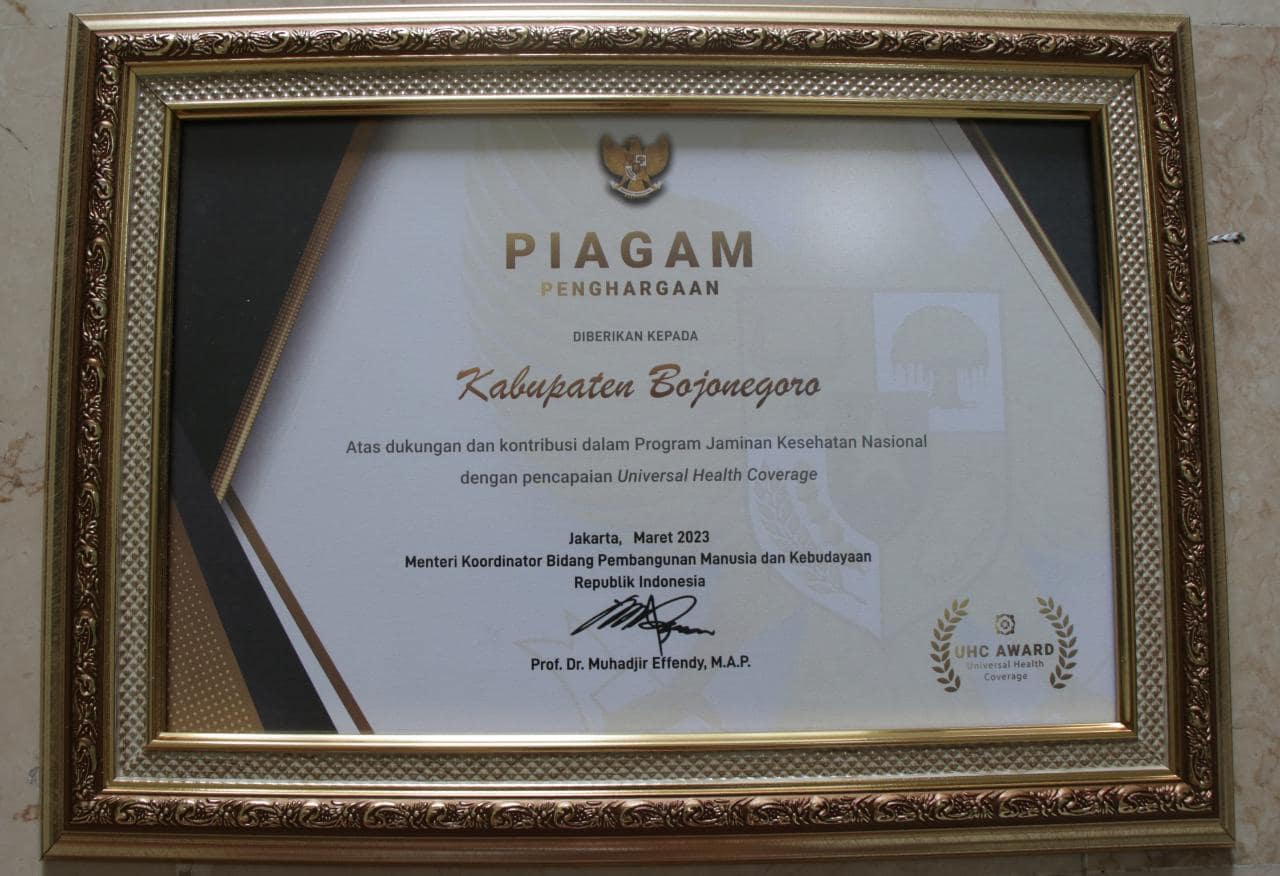 PIAGAM
PENGHARGAAN
DIBERIKAN KEPADA
Kabupaten Bojonegoro
Atas dukungan dan kontribusi dalam Program Jaminan Kesehatan Nasional
dengan pencapaian Universal Health Coverage
Jakarta, Maret 2023
Menteri Koordinator Bidang Pembangunan Manusia dan Kebudayaan
Republik Indonesia
Prof. Dr. Muhadjir Effendy, M.A.P.
UHC AWARD
Universal Health
Coverage